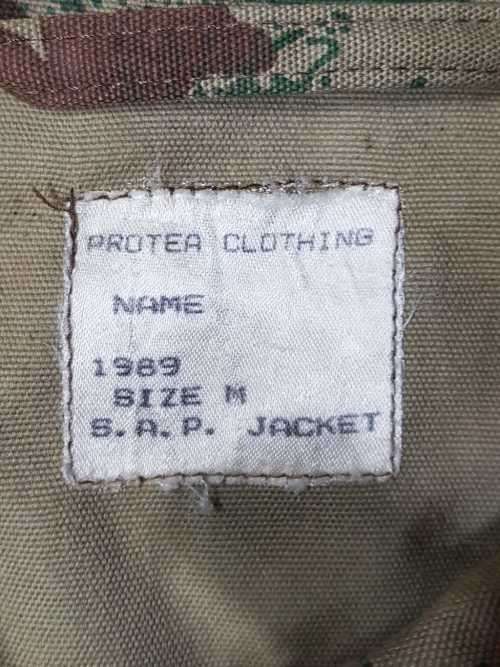 PROTEA CLOTHING
NAME
1989
SIZE M
S.A.P. JACKET